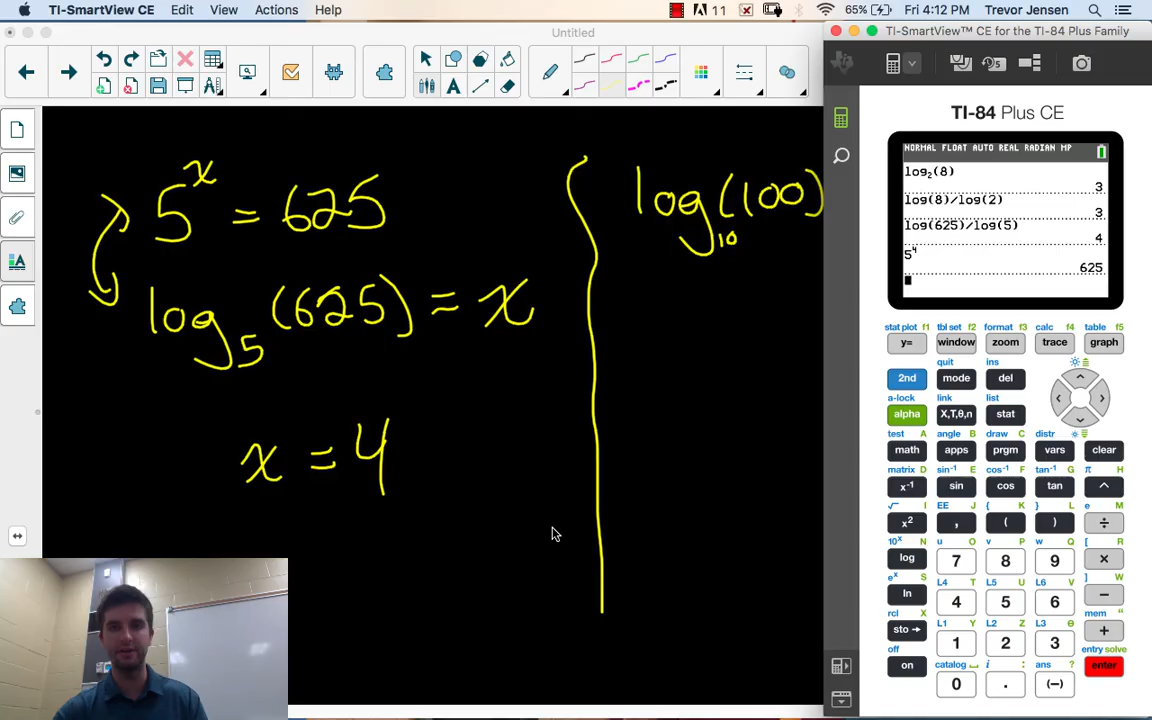 TI-SmartView CE Edit View Actions Help 11 65% Fri 4:12 PM Trevor Jensen
Untitled
TI-SmartView™ CE for the TI-84 Plus Family
5^x = 625
log₅(625) = x
x = 4
log₁₀(100)
TI-84 Plus CE
NORMAL FLOAT AUTO REAL RADIAN MP
log₂(8)
3
log(8)/log(2)
3
log(625)/log(5)
4
5⁴
625
stat plot f1 tbl set f2 format f3 calc f4 table f5
y= window zoom trace graph
quit ins
2nd mode del
a-lock link list
alpha X,T,θ,n stat
test A angle B draw C distr
math apps prgm vars clear
matrix D sin⁻¹ E cos⁻¹ F tan⁻¹ G π H
x⁻¹ sin cos tan ^
√ I EE J { K } L e M
x² , ( ) ÷
10ˣ N u O v P w Q [ R
log 7 8 9 ×
eˣ S L4 T L5 U L6 V ] W
ln 4 5 6 −
rcl X L1 Y L2 Z L3 θ mem "
sto→ 1 2 3 +
off catalog i : ans ? entry solve
on 0 . (−) enter